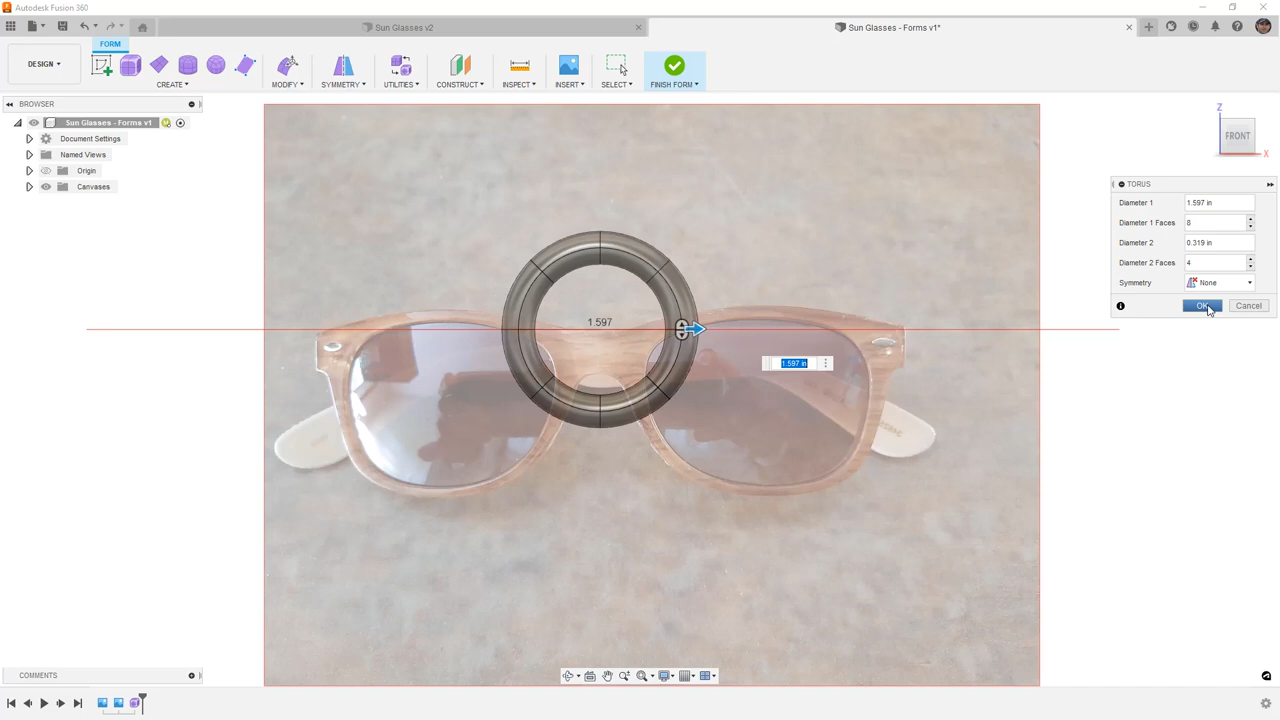 Autodesk Fusion 360
Sun Glasses v2
Sun Glasses - Forms v1*
FORM
DESIGN
CREATE
MODIFY
SYMMETRY
UTILITIES
CONSTRUCT
INSPECT
INSERT
SELECT
FINISH FORM
BROWSER
Sun Glasses - Forms v1
Document Settings
Named Views
Origin
Canvases
Z
FRONT
X
TORUS
Diameter 1 1.597 in
Diameter 1 Faces 8
Diameter 2 0.319 in
Diameter 2 Faces 4
Symmetry None
OK Cancel
1.597
1.597 in
COMMENTS